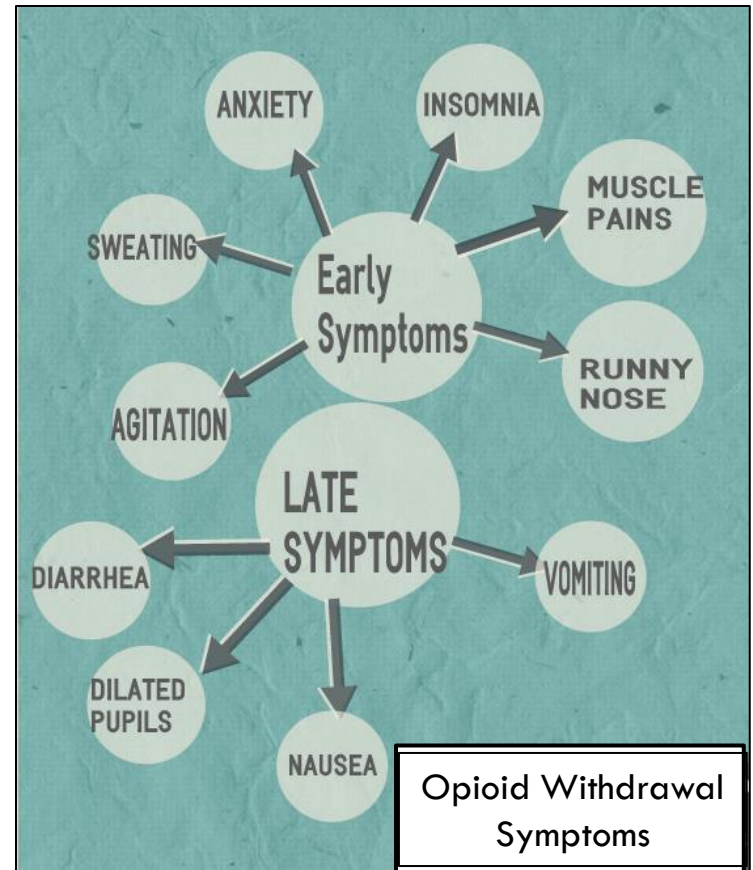 ANXIETY
INSOMNIA
MUSCLE
PAINS
SWEATING
Early
Symptoms
RUNNY
NOSE
AGITATION
LATE
SYMPTOMS
DIARRHEA
VOMITING
DILATED
PUPILS
NAUSEA
Opioid Withdrawal
Symptoms